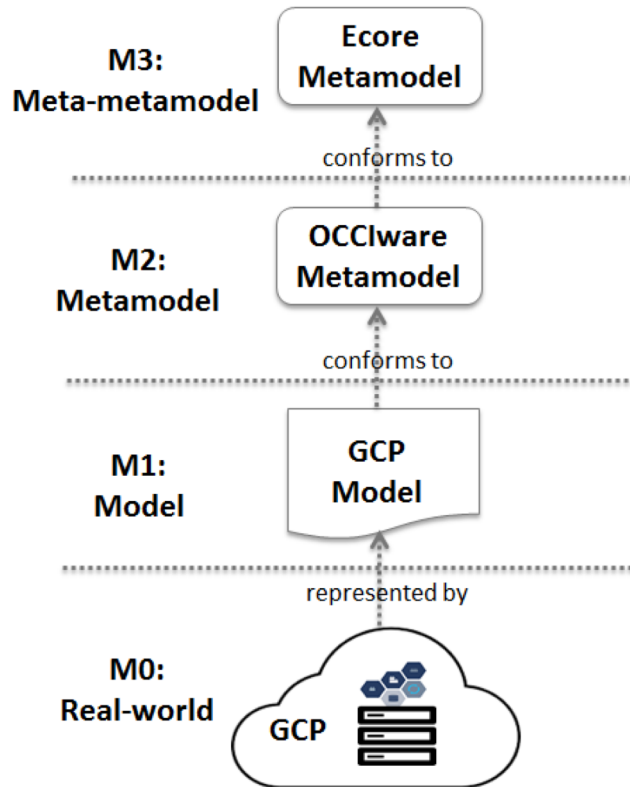 M3:
Meta-metamodel
Ecore
Metamodel
conforms to
M2:
Metamodel
OCCIware
Metamodel
conforms to
M1:
Model
GCP
Model
represented by
M0:
Real-world
GCP